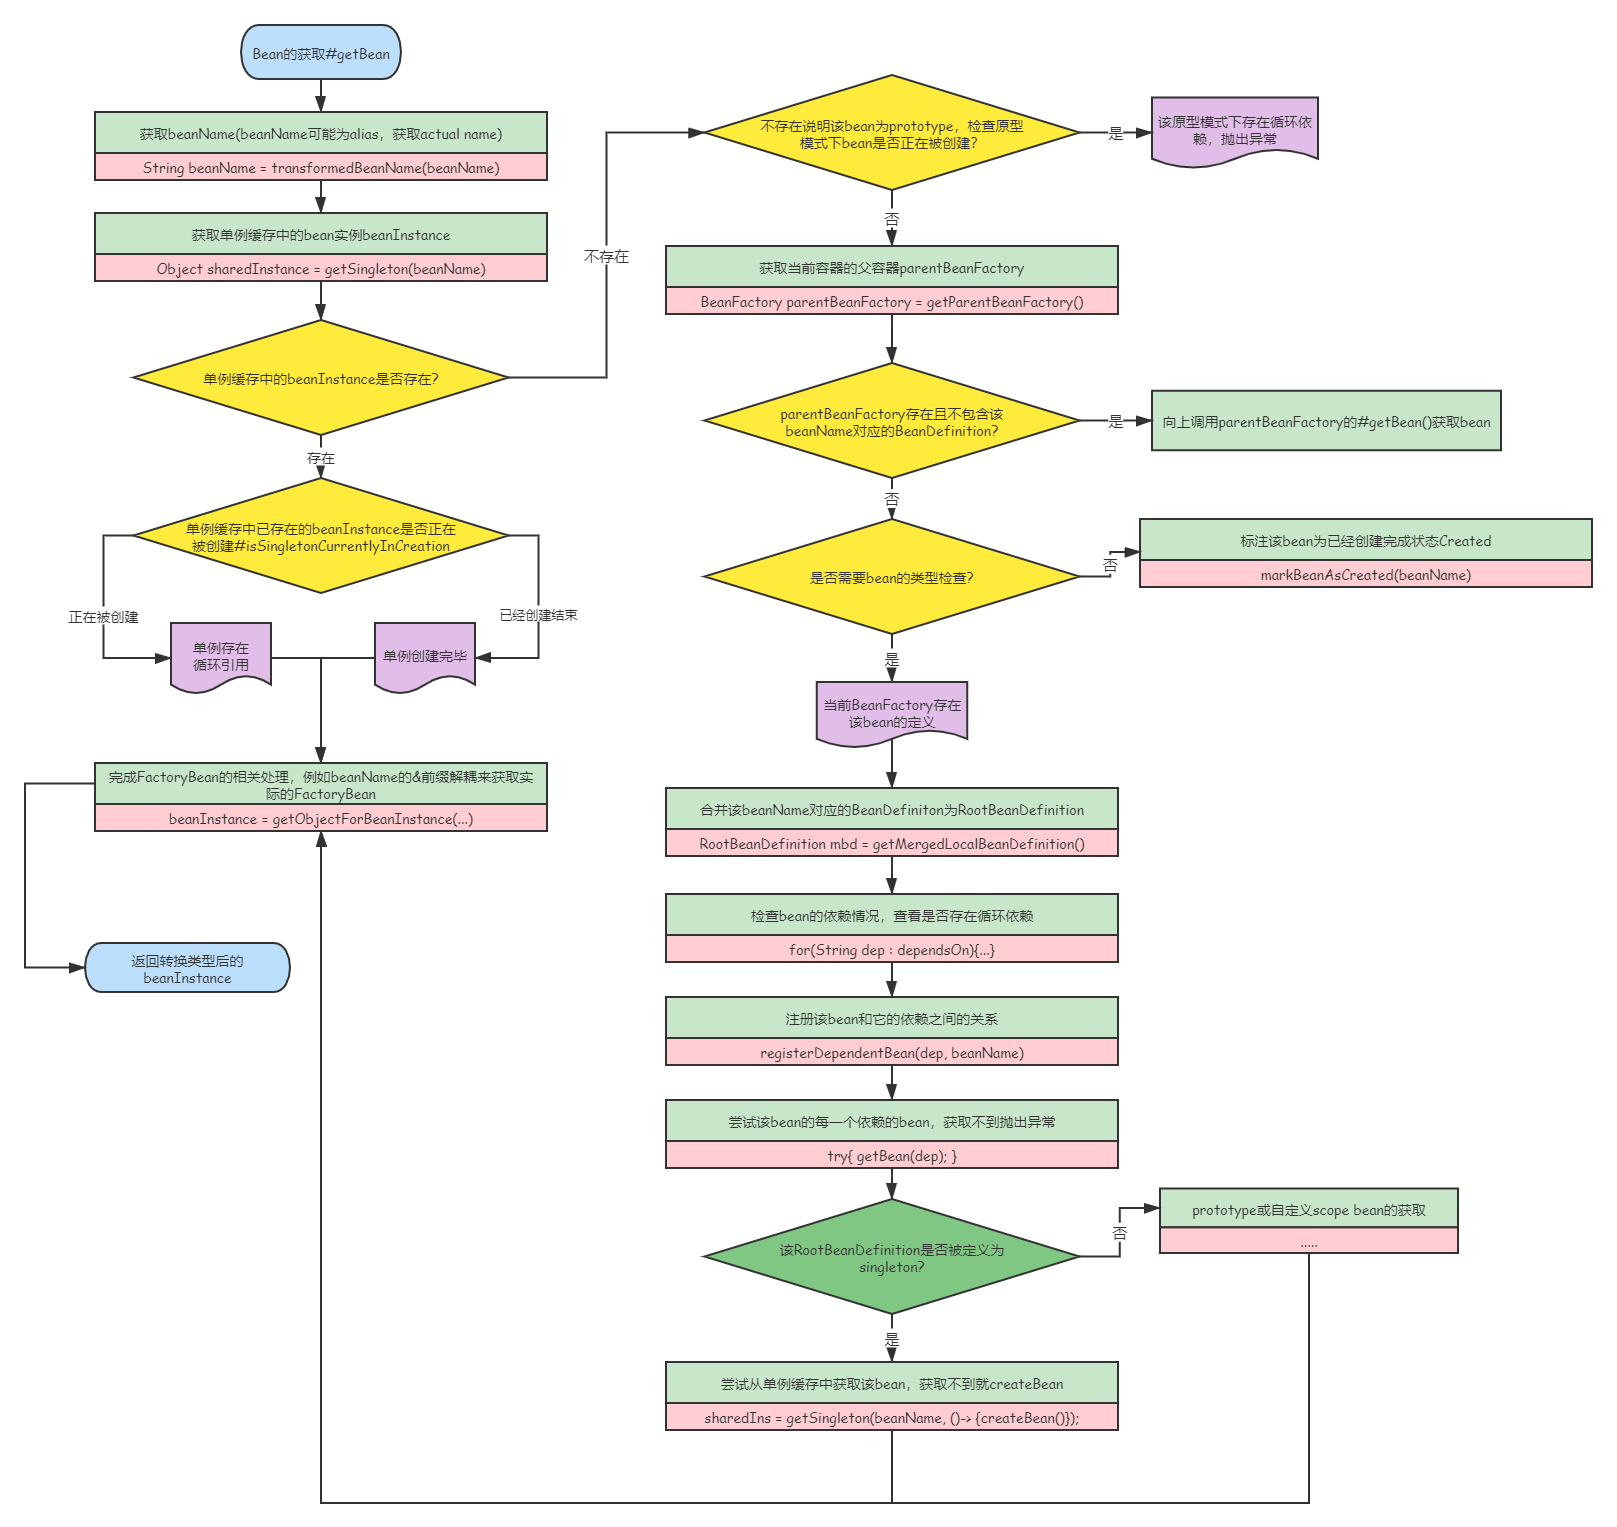 Bean的获取#getBean
获取beanName(beanName可能为alias，获取actual name)
String beanName = transformedBeanName(beanName)
获取单例缓存中的bean实例beanInstance
Object sharedInstance = getSingleton(beanName)
单例缓存中的beanInstance是否存在?
不存在
存在
单例缓存中已存在的beanInstance是否正在
被创建#isSingletonCurrentlyInCreation
正在被创建
已经创建结束
单例存在
循环引用
单例创建完毕
完成FactoryBean的相关处理，例如beanName的&前缀解耦来获取实
际的FactoryBean
beanInstance = getObjectForBeanInstance(...)
返回转换类型后的
beanInstance
不存在说明该bean为prototype，检查原型
模式下bean是否正在被创建?
是
该原型模式下存在循环依
赖，抛出异常
否
获取当前容器的父容器parentBeanFactory
BeanFactory parentBeanFactory = getParentBeanFactory()
parentBeanFactory存在且不包含该
beanName对应的BeanDefinition?
是
向上调用parentBeanFactory的#getBean()获取bean
否
是否需要bean的类型检查?
否
标注该bean为已经创建完成状态Created
markBeanAsCreated(beanName)
是
当前BeanFactory存在
该bean的定义
合并该beanName对应的BeanDefiniton为RootBeanDefinition
RootBeanDefinition mbd = getMergedLocalBeanDefinition()
检查bean的依赖情况，查看是否存在循环依赖
for(String dep : dependsOn){...}
注册该bean和它的依赖之间的关系
registerDependentBean(dep, beanName)
尝试该bean的每一个依赖的bean，获取不到抛出异常
try{ getBean(dep); }
该RootBeanDefinition是否被定义为
singleton?
否
prototype或自定义scope bean的获取
.....
是
尝试从单例缓存中获取该bean，获取不到就createBean
sharedIns = getSingleton(beanName, ()-> {createBean()});